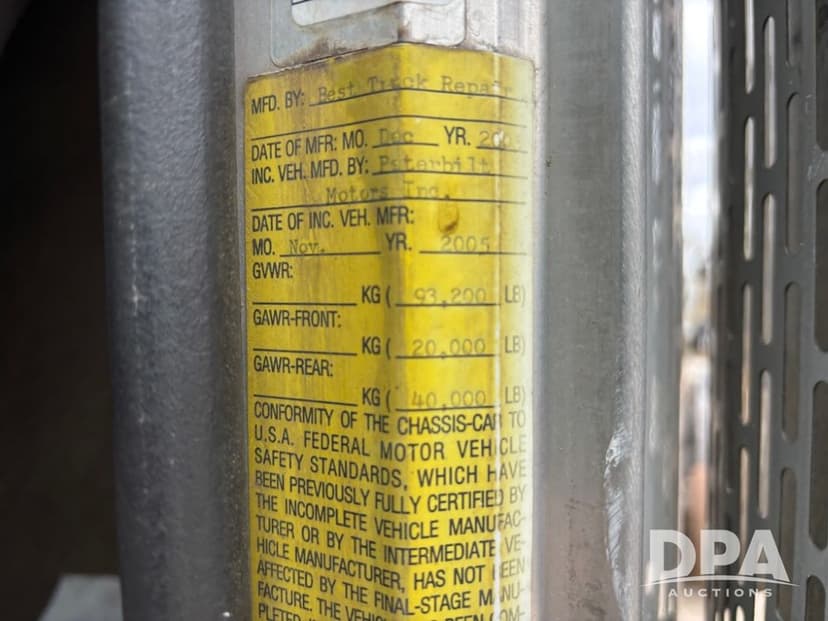 MFD. BY: Best Truck Repair
DATE OF MFR: MO. Dec YR.
INC. VEH. MFD. BY: Peterbilt
Motors Inc.
DATE OF INC. VEH. MFR:
MO. Nov. YR. 2005
GVWR:
KG ( 93,200 LB)
GAWR-FRONT:
KG ( 20,000 LB)
GAWR-REAR:
KG ( 40,000 LB)
CONFORMITY OF THE CHASSIS-CAB TO
U.S.A. FEDERAL MOTOR VEHICLE
SAFETY STANDARDS, WHICH HAVE
BEEN PREVIOUSLY FULLY CERTIFIED BY
THE INCOMPLETE VEHICLE MANUFAC-
TURER OR BY THE INTERMEDIATE VE-
HICLE MANUFACTURER, HAS NOT BEEN
AFFECTED BY THE FINAL-STAGE MANU-
FACTURE. THE VEHICLE HAS BEEN COM-
DPA
AUCTIONS